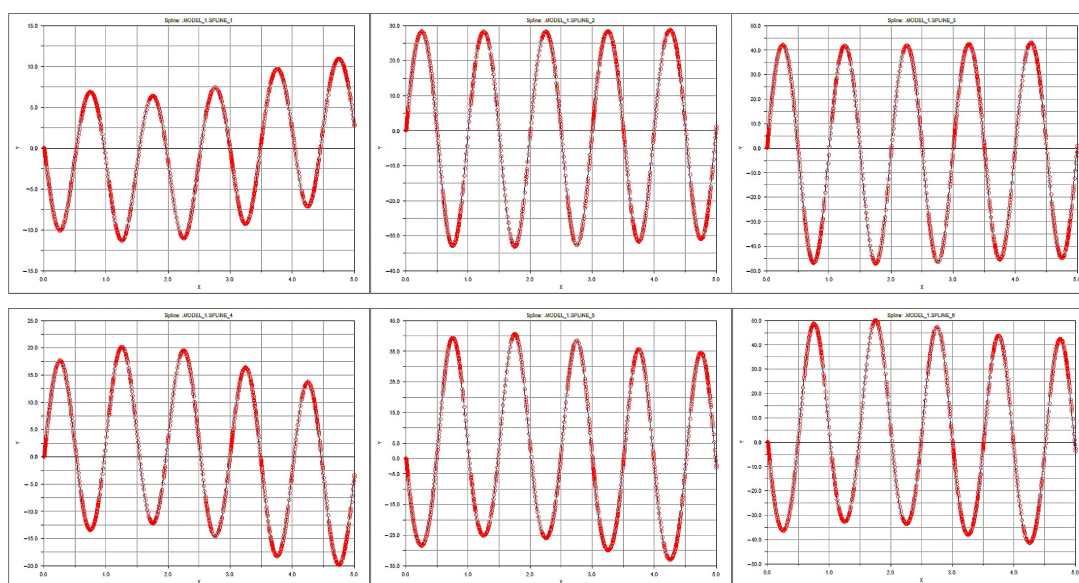 Spline: .MODEL_1.SPLINE_1
15.0
10.0
5.0
0.0
-5.0
-10.0
-15.0
Y
0.0 1.0 2.0 3.0 4.0 5.0
X
Spline: .MODEL_1.SPLINE_2
30.0
20.0
10.0
0.0
-10.0
-20.0
-30.0
-40.0
Y
0.0 1.0 2.0 3.0 4.0 5.0
X
Spline: .MODEL_1.SPLINE_3
50.0
40.0
30.0
20.0
10.0
0.0
-10.0
-20.0
-30.0
-40.0
-50.0
Y
0.0 1.0 2.0 3.0 4.0 5.0
X
Spline: .MODEL_1.SPLINE_4
25.0
20.0
15.0
10.0
5.0
0.0
-5.0
-10.0
-15.0
-20.0
Y
0.0 1.0 2.0 3.0 4.0 5.0
X
Spline: .MODEL_1.SPLINE_5
45.0
35.0
25.0
15.0
5.0
0.0
-5.0
-15.0
-25.0
-35.0
Y
0.0 1.0 2.0 3.0 4.0 5.0
X
Spline: .MODEL_1.SPLINE_6
50.0
40.0
30.0
20.0
10.0
0.0
-10.0
-20.0
-30.0
-40.0
-50.0
Y
0.0 1.0 2.0 3.0 4.0 5.0
X